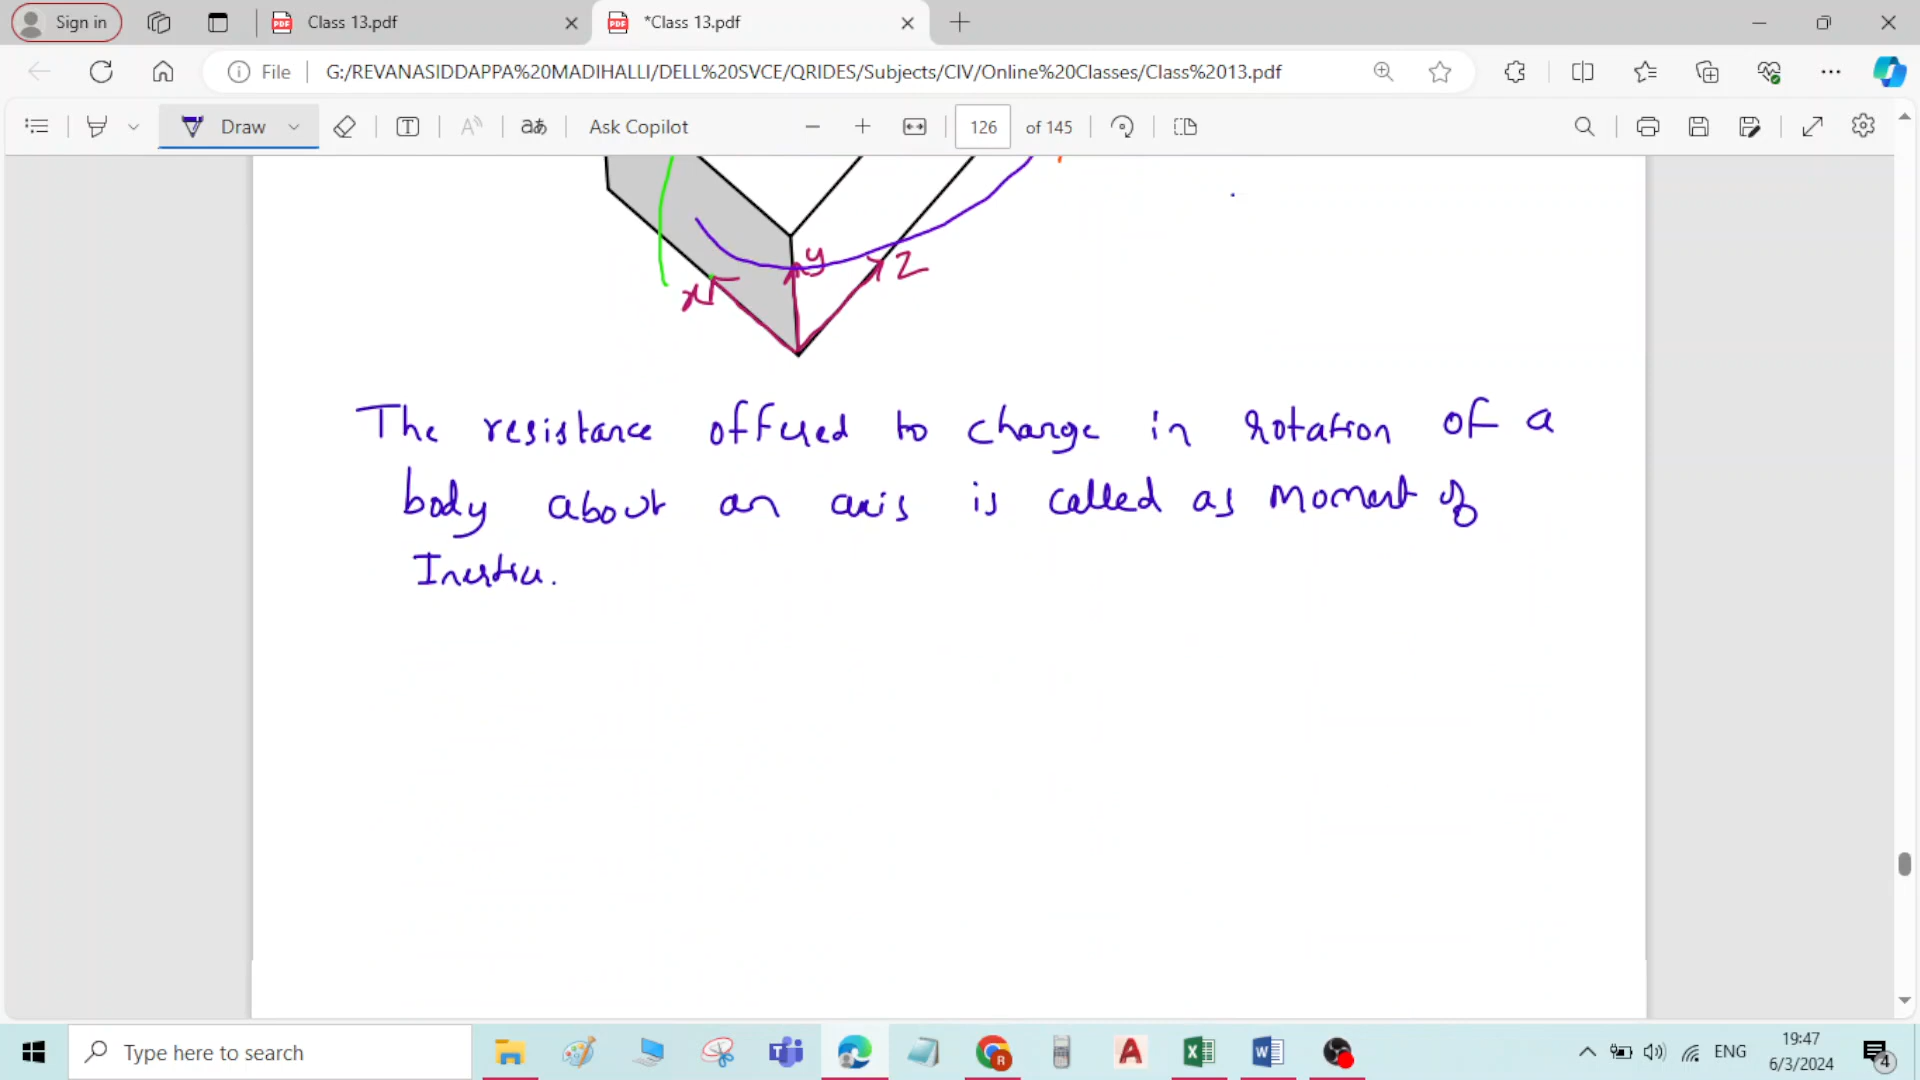 Sign in
Class 13.pdf
*Class 13.pdf
File
G:/REVANASIDDAPPA%20MADIHALLI/DELL%20SVCE/QRIDES/Subjects/CIV/Online%20Classes/Class%2013.pdf
Draw
Ask Copilot
126 of 145
y
x
z
The resistance offered to change in rotation of a
body about an axis is called as Moment of
Inertia.
Type here to search
ENG
19:47
6/3/2024
4